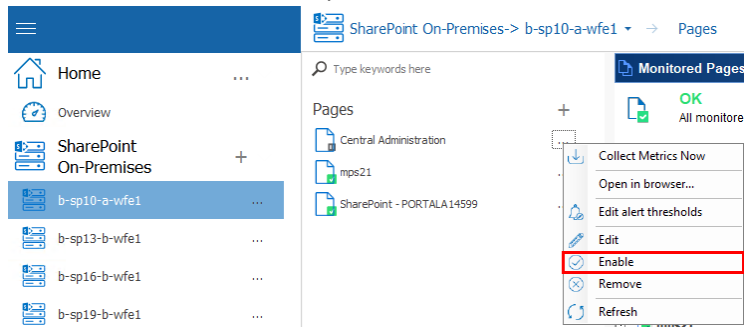 SharePoint On-Premises-> b-sp10-a-wfe1 → Pages
Home ...
Overview
SharePoint
On-Premises +
b-sp10-a-wfe1 ...
b-sp13-b-wfe1 ...
b-sp16-b-wfe1 ...
b-sp19-b-wfe1 ...
Type keywords here
Pages +
Central Administration ...
mps21
SharePoint - PORTALA14599
Monitored Pages
OK
All monitore
Collect Metrics Now
Open in browser...
Edit alert thresholds
Edit
Enable
Remove
Refresh